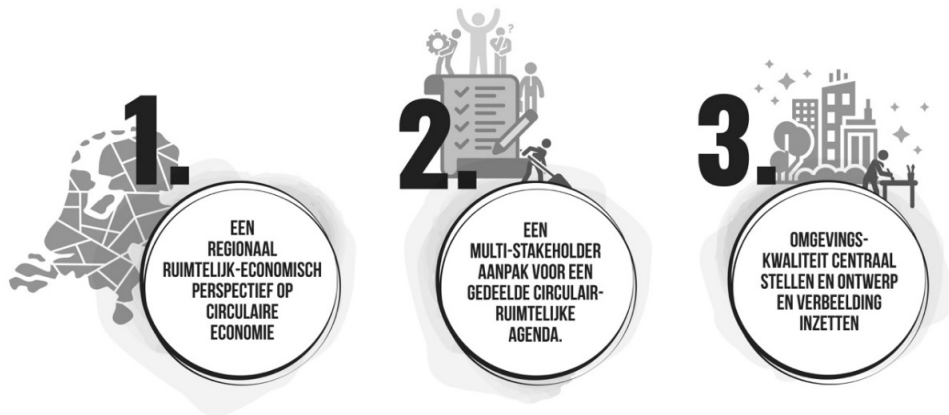 1.
EEN
REGIONAAL
RUIMTELIJK-ECONOMISCH
PERSPECTIEF OP
CIRCULAIRE
ECONOMIE
2.
?
EEN
MULTI-STAKEHOLDER
AANPAK VOOR EEN
GEDEELDE CIRCULAIR-
RUIMTELIJKE
AGENDA.
3.
OMGEVINGS-
KWALITEIT CENTRAAL
STELLEN EN ONTWERP
EN VERBEELDING
INZETTEN